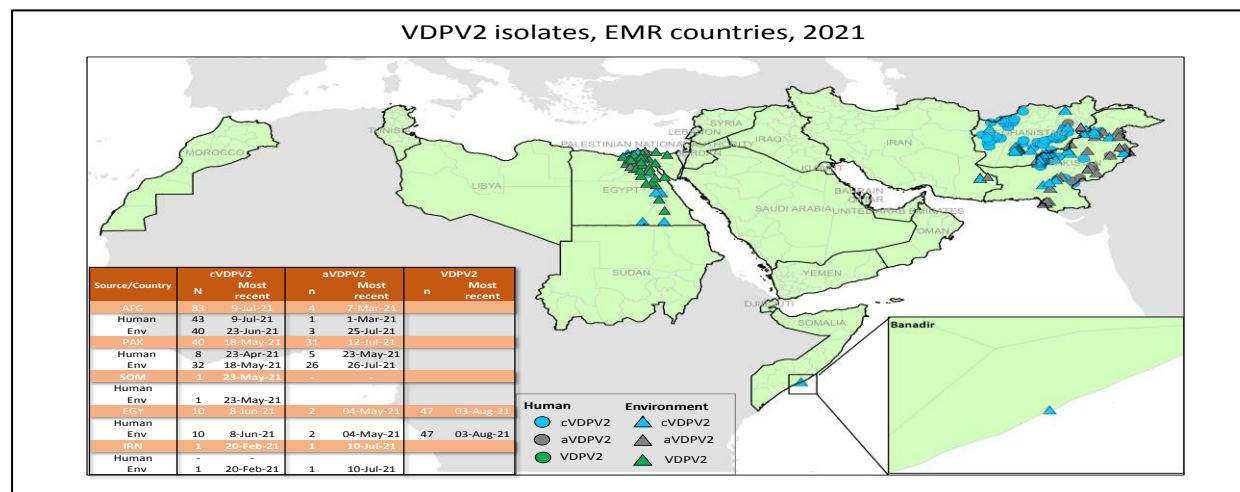 VDPV2 isolates, EMR countries, 2021
MOROCCO
TUNISIA
LIBYA
EGYPT
SUDAN
PALESTINIAN NATIONAL AUTHORITY
LEBANON
SYRIA
IRAQ
IRAN
KUWAIT
BAHRAIN
QATAR
SAUDI ARABIA
UNITED ARAB EMIRATES
OMAN
YEMEN
DJIBOUTI
SOMALIA
AFGHANISTAN
PAKISTAN
Source/Country cVDPV2 aVDPV2 VDPV2
N Most recent n Most recent n Most recent
AFG 83 9-Jul-21 4 7-Mar-21
Human 43 9-Jul-21 1 1-Mar-21
Env 40 23-Jun-21 3 25-Jul-21
PAK 40 18-May-21 31 12-Jul-21
Human 8 23-Apr-21 5 23-May-21
Env 32 18-May-21 26 26-Jul-21
SOM 1 23-May-21 - -
Human
Env 1 23-May-21
EGY 10 8-Jun-21 2 04-May-21 47 03-Aug-21
Human
Env 10 8-Jun-21 2 04-May-21 47 03-Aug-21
IRN 1 20-Feb-21 1 10-Jul-21
Human - -
Env 1 20-Feb-21 1 10-Jul-21
Human Environment
cVDPV2 cVDPV2
aVDPV2 aVDPV2
VDPV2 VDPV2
Banadir